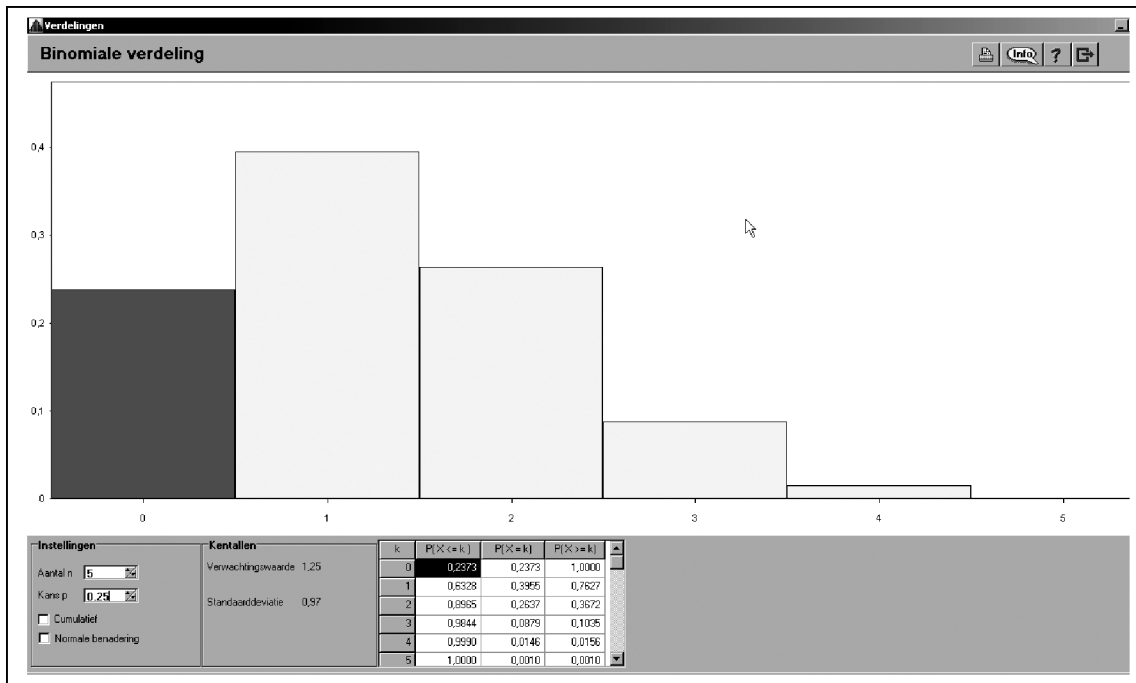 Verdelingen
Binomiale verdeling
Info ?
0,4
0,3
0,2
0,1
0
0 1 2 3 4 5
Instellingen
Aantal n 5
Kans p 0,25
Cumulatief
Normale benadering
Kentallen
Verwachtingswaarde 1,25
Standaarddeviatie 0,97
k P(X<=k) P(X=k) P(X>=k)
0 0,2373 0,2373 1,0000
1 0,6328 0,3955 0,7627
2 0,8965 0,2637 0,3672
3 0,9844 0,0879 0,1035
4 0,9990 0,0146 0,0156
5 1,0000 0,0010 0,0010